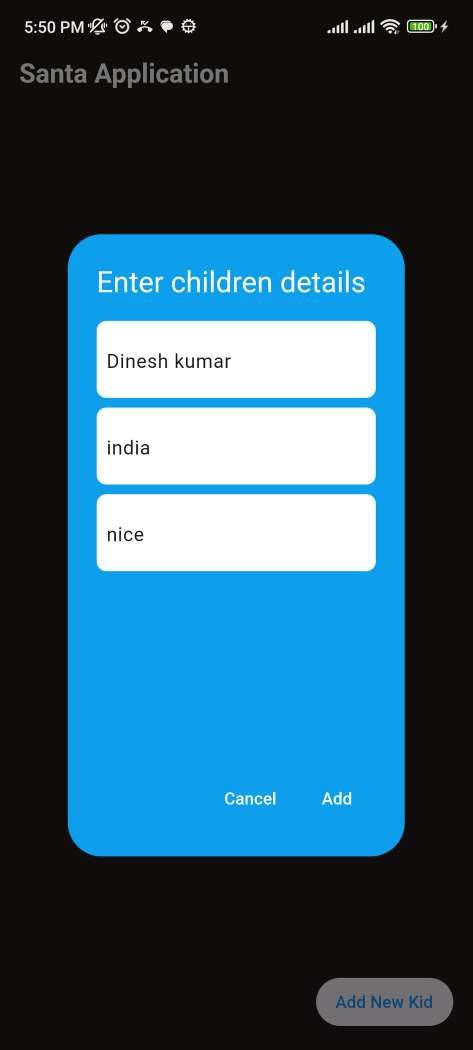 5:50 PM
100
Santa Application
Enter children details
Dinesh kumar
india
nice
Cancel Add
Add New Kid